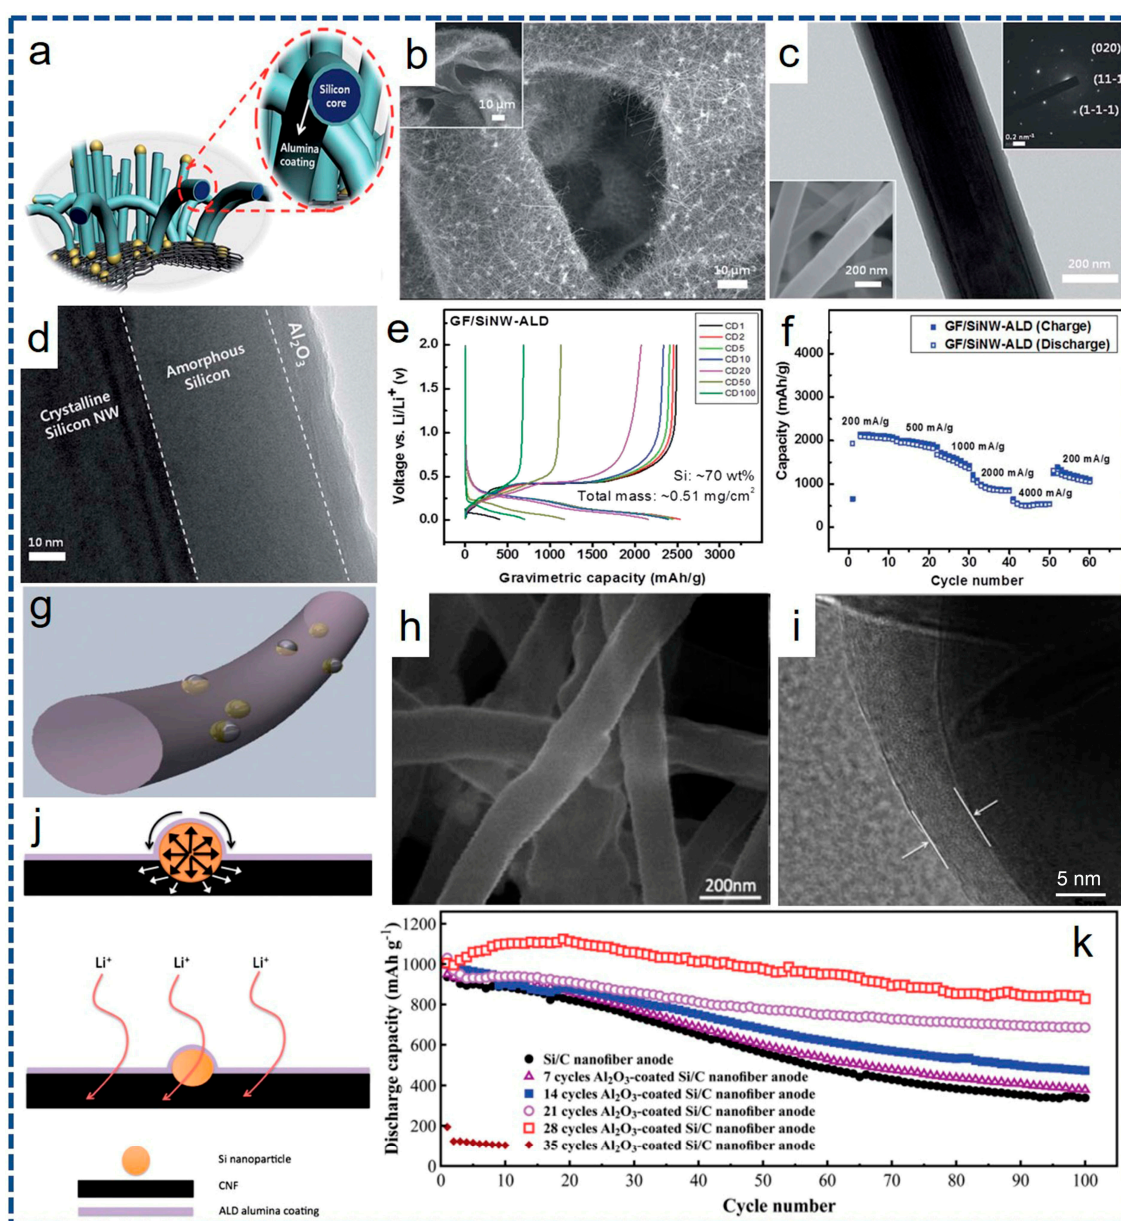 a
Silicon
core
Alumina
coating
b
10 µm
10 µm
c
(020)
(11-1)
(1-1-1)
0.2 nm⁻¹
200 nm
200 nm
d
Crystalline
Silicon NW
Amorphous
Silicon
Al₂O₃
10 nm
e
GF/SiNW-ALD
CD1
CD2
CD5
CD10
CD20
CD50
CD100
2.0
1.5
1.0
0.5
0.0
Voltage vs. Li/Li⁺ (v)
Si: ~70 wt%
Total mass: ~0.51 mg/cm²
0 500 1000 1500 2000 2500 3000
Gravimetric capacity (mAh/g)
f
GF/SiNW-ALD (Charge)
GF/SiNW-ALD (Discharge)
4000
3000
2000
1000
0
Capacity (mAh/g)
200 mA/g
500 mA/g
1000 mA/g
2000 mA/g
4000 mA/g
200 mA/g
0 10 20 30 40 50 60
Cycle number
g
h
200nm
i
5 nm
j
Li⁺ Li⁺ Li⁺
Si nanoparticle
CNF
ALD alumina coating
k
1200
1000
800
600
400
200
0
Discharge capacity (mAh g⁻¹)
Si/C nanofiber anode
7 cycles Al₂O₃-coated Si/C nanofiber anode
14 cycles Al₂O₃-coated Si/C nanofiber anode
21 cycles Al₂O₃-coated Si/C nanofiber anode
28 cycles Al₂O₃-coated Si/C nanofiber anode
35 cycles Al₂O₃-coated Si/C nanofiber anode
0 10 20 30 40 50 60 70 80 90 100
Cycle number